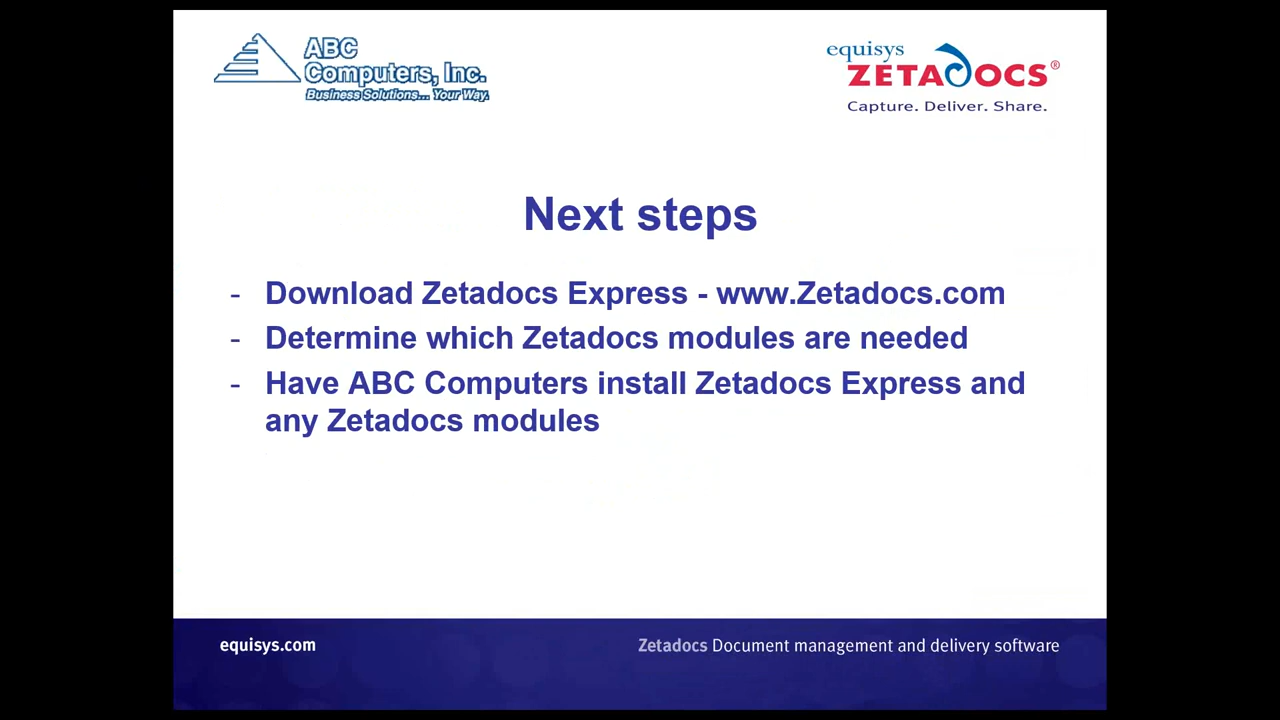 ABC
Computers, Inc.
Business Solutions... Your Way.
equisys
ZETADOCS®
Capture. Deliver. Share.
Next steps
- Download Zetadocs Express - www.Zetadocs.com
- Determine which Zetadocs modules are needed
- Have ABC Computers install Zetadocs Express and
any Zetadocs modules
equisys.com
Zetadocs Document management and delivery software